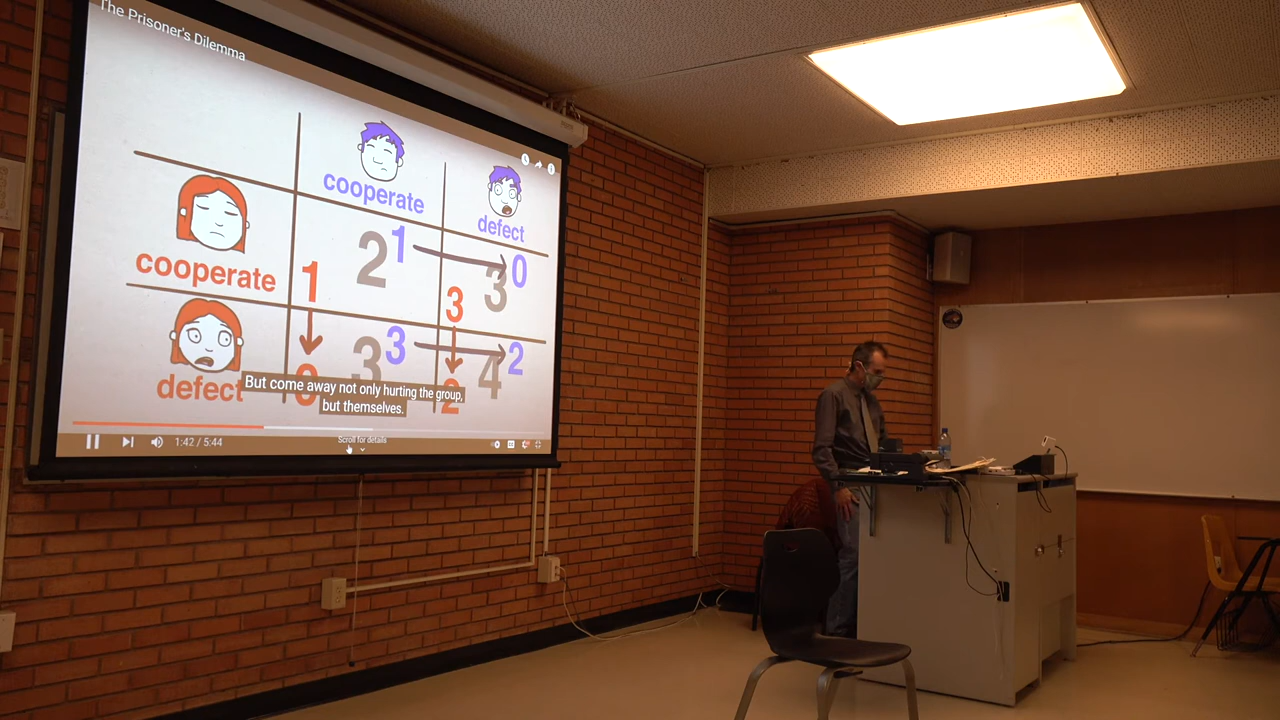 The Prisoner's Dilemma
cooperate
defect
cooperate
1
2
1
3
3
0
defect
0
3
3
2
4
2
But come away not only hurting the group,
but themselves.
1:42 / 5:44
Scroll for details